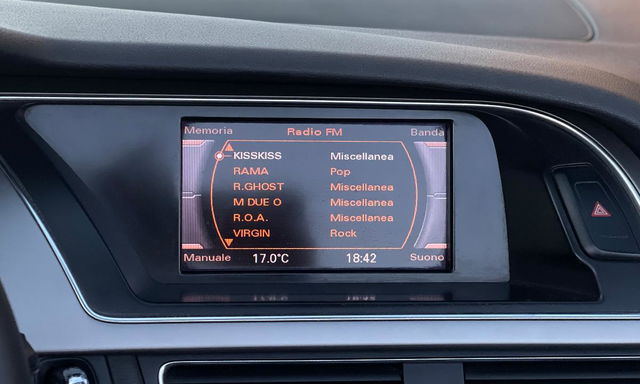 Memoria Radio FM Banda
KISSKISS Miscellanea
RAMA Pop
R.GHOST Miscellanea
M DUE O Miscellanea
R.O.A. Miscellanea
VIRGIN Rock
Manuale 17.0°C 18:42 Suono